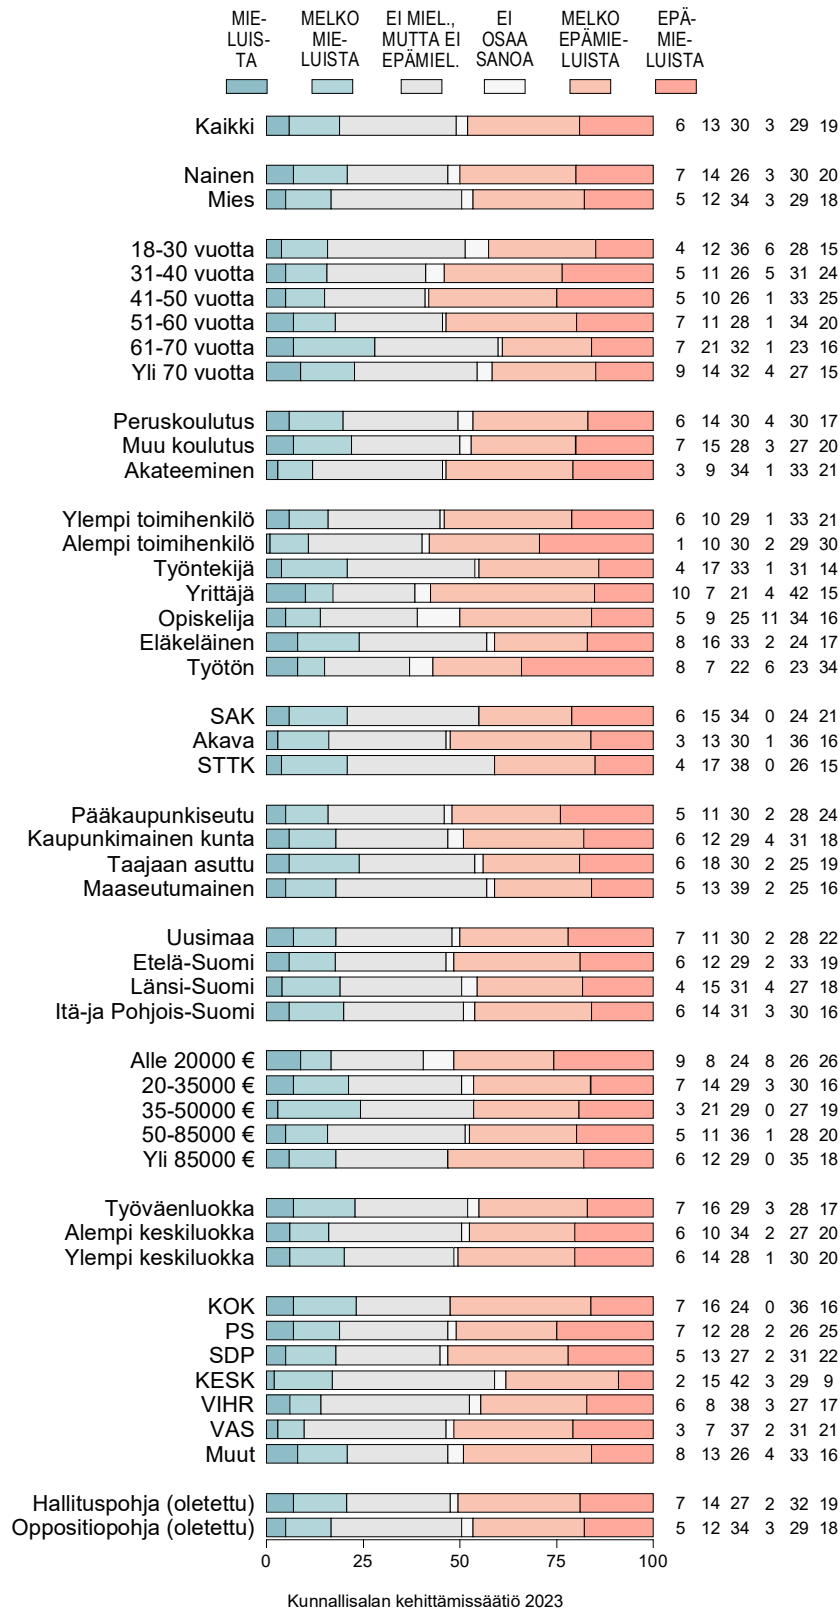 MIE- MELKO EI MIEL., EI MELKO EPÄ-
LUIS- MIE- MUTTA EI OSAA EPÄMIE- MIE-
TA LUISTA EPÄMIEL. SANOA LUISTA LUISTA
Kaikki 6 13 30 3 29 19
Nainen 7 14 26 3 30 20
Mies 5 12 34 3 29 18
18-30 vuotta 4 12 36 6 28 15
31-40 vuotta 5 11 26 5 31 24
41-50 vuotta 5 10 26 1 33 25
51-60 vuotta 7 11 28 1 34 20
61-70 vuotta 7 21 32 1 23 16
Yli 70 vuotta 9 14 32 4 27 15
Peruskoulutus 6 14 30 4 30 17
Muu koulutus 7 15 28 3 27 20
Akateeminen 3 9 34 1 33 21
Ylempi toimihenkilö 6 10 29 1 33 21
Alempi toimihenkilö 1 10 30 2 29 30
Työntekijä 4 17 33 1 31 14
Yrittäjä 10 7 21 4 42 15
Opiskelija 5 9 25 11 34 16
Eläkeläinen 8 16 33 2 24 17
Työtön 8 7 22 6 23 34
SAK 6 15 34 0 24 21
Akava 3 13 30 1 36 16
STTK 4 17 38 0 26 15
Pääkaupunkiseutu 5 11 30 2 28 24
Kaupunkimainen kunta 6 12 29 4 31 18
Taajaan asuttu 6 18 30 2 25 19
Maaseutumainen 5 13 39 2 25 16
Uusimaa 7 11 30 2 28 22
Etelä-Suomi 6 12 29 2 33 19
Länsi-Suomi 4 15 31 4 27 18
Itä-ja Pohjois-Suomi 6 14 31 3 30 16
Alle 20000 € 9 8 24 8 26 26
20-35000 € 7 14 29 3 30 16
35-50000 € 3 21 29 0 27 19
50-85000 € 5 11 36 1 28 20
Yli 85000 € 6 12 29 0 35 18
Työväenluokka 7 16 29 3 28 17
Alempi keskiluokka 6 10 34 2 27 20
Ylempi keskiluokka 6 14 28 1 30 20
KOK 7 16 24 0 36 16
PS 7 12 28 2 26 25
SDP 5 13 27 2 31 22
KESK 2 15 42 3 29 9
VIHR 6 8 38 3 27 17
VAS 3 7 37 2 31 21
Muut 8 13 26 4 33 16
Hallituspohja (oletettu) 7 14 27 2 32 19
Oppositiopohja (oletettu) 5 12 34 3 29 18
0 25 50 75 100
Kunnallisalan kehittämissäätiö 2023